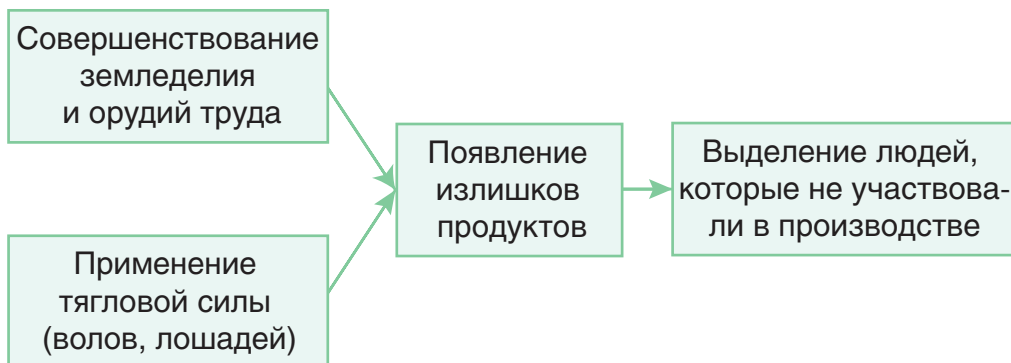 Совершенствование
земледелия
и орудий труда
Применение
тягловой силы
(волов, лошадей)
Появление
излишков
продуктов
Выделение людей,
которые не участвова-
ли в производстве